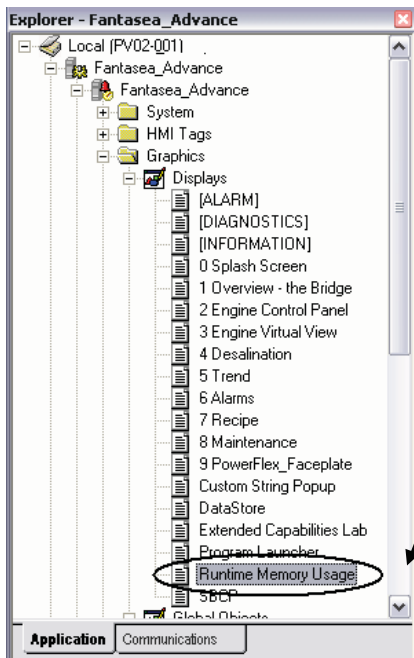 Explorer - Fantasea_Advance
Local (PV02-001)
Fantasea_Advance
Fantasea_Advance
System
HMI Tags
Graphics
Displays
[ALARM]
[DIAGNOSTICS]
[INFORMATION]
0 Splash Screen
1 Overview - the Bridge
2 Engine Control Panel
3 Engine Virtual View
4 Desalination
5 Trend
6 Alarms
7 Recipe
8 Maintenance
9 PowerFlex_Faceplate
Custom String Popup
DataStore
Extended Capabilities Lab
Program Launcher
Runtime Memory Usage
SBCP
Global Objects
Application
Communications